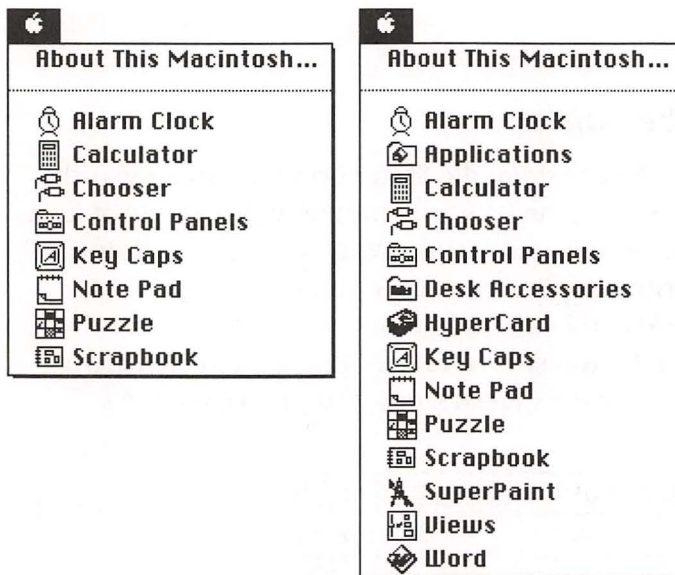 About This Macintosh...
Alarm Clock
Calculator
Chooser
Control Panels
Key Caps
Note Pad
Puzzle
Scrapbook
About This Macintosh...
Alarm Clock
Applications
Calculator
Chooser
Control Panels
Desk Accessories
HyperCard
Key Caps
Note Pad
Puzzle
Scrapbook
SuperPaint
Views
Word